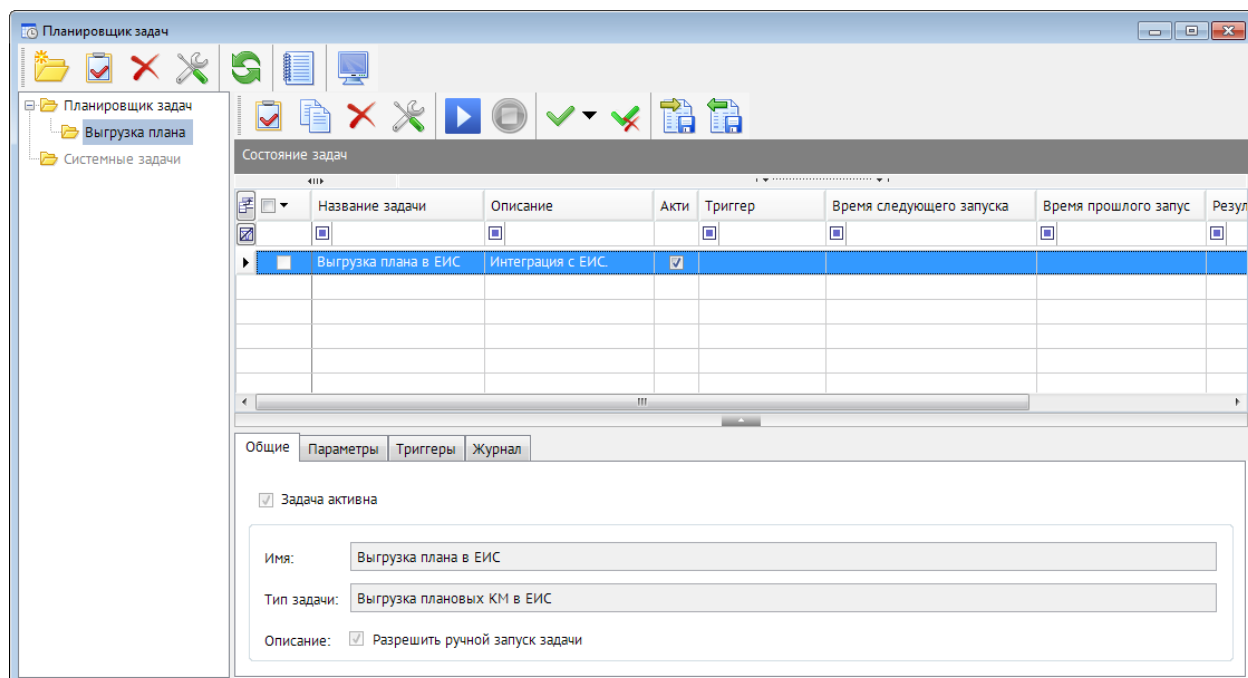 Планировщик задач
Планировщик задач
Выгрузка плана
Системные задачи
Состояние задач
Название задачи Описание Акти Триггер Время следующего запуска Время прошлого запус Резул
Выгрузка плана в ЕИС Интеграция с ЕИС.
Общие Параметры Триггеры Журнал
Задача активна
Имя: Выгрузка плана в ЕИС
Тип задачи: Выгрузка плановых КМ в ЕИС
Описание: Разрешить ручной запуск задачи